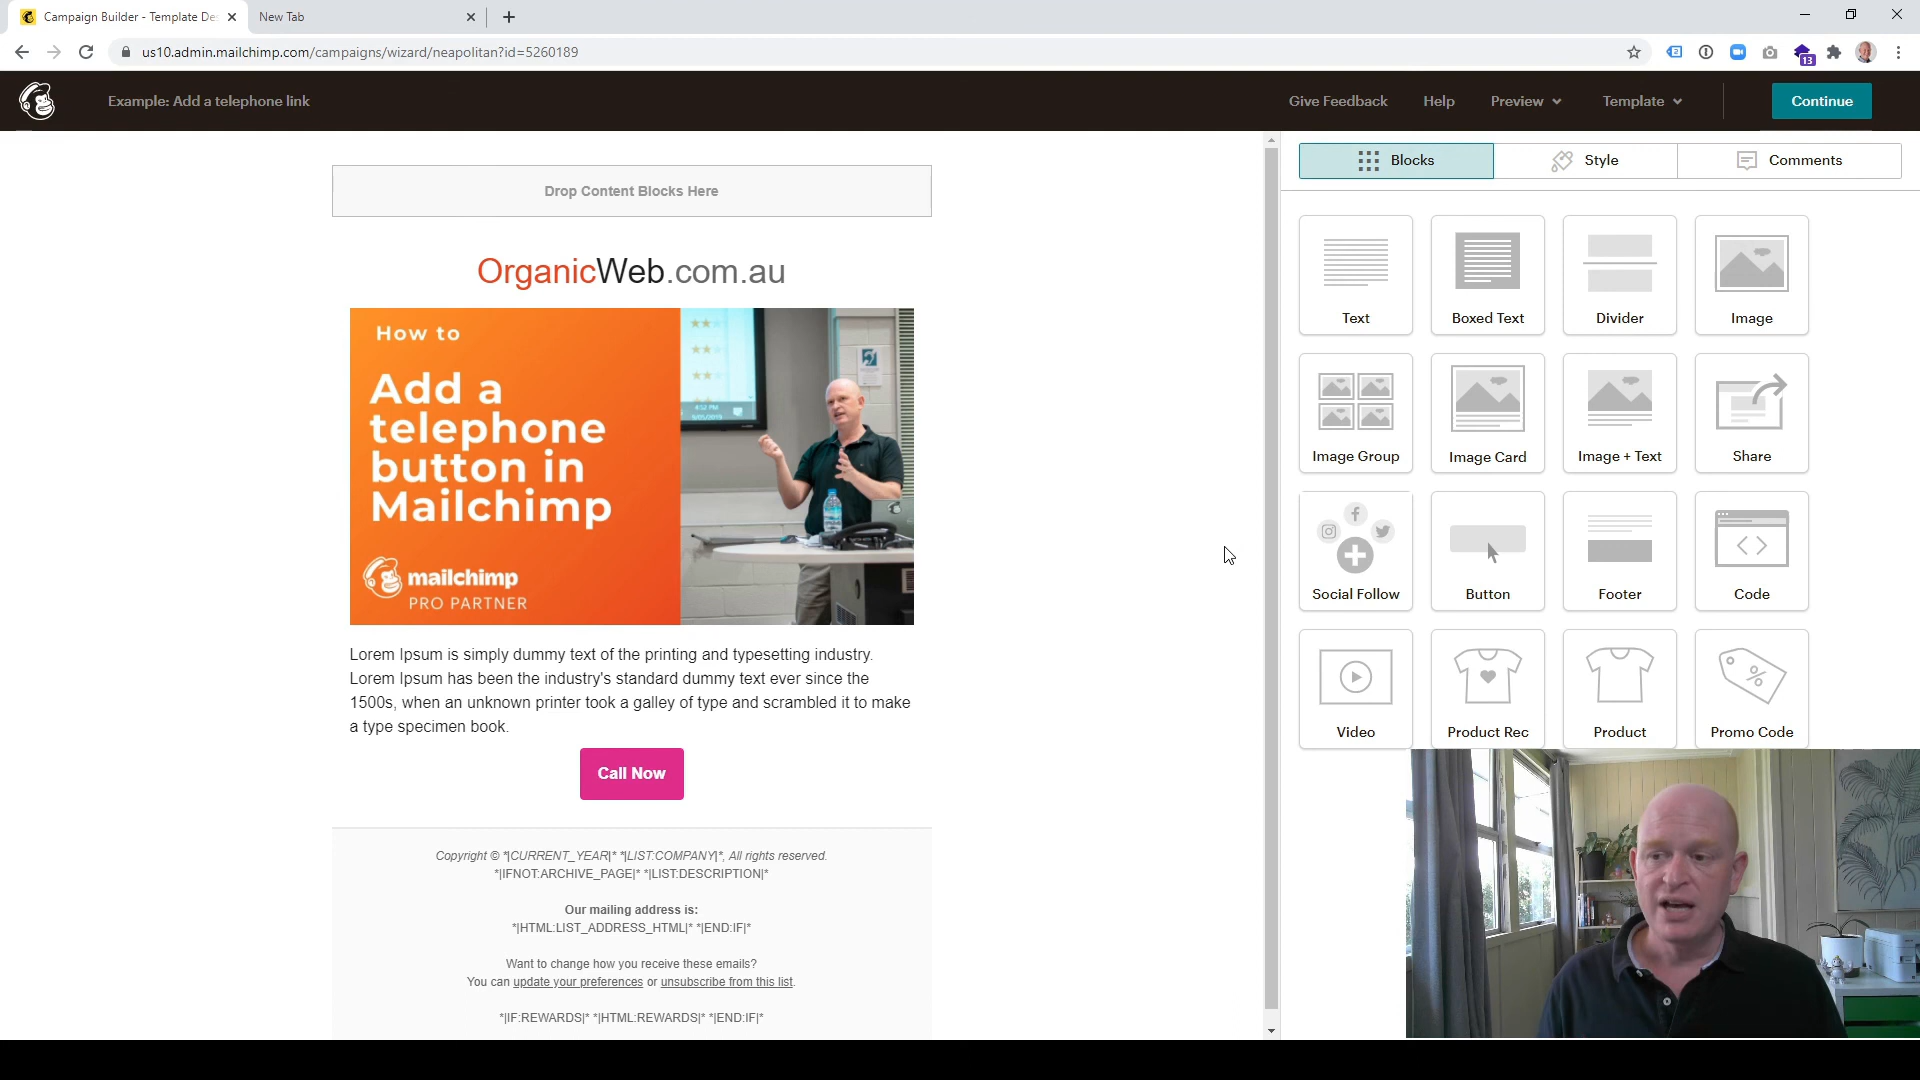 Campaign Builder - Template De
New Tab
us10.admin.mailchimp.com/campaigns/wizard/neapolitan?id=5260189
13
Example: Add a telephone link
Give Feedback
Help
Preview
Template
Continue
Drop Content Blocks Here
OrganicWeb.com.au
How to
Add a
telephone
button in
Mailchimp
mailchimp
PRO PARTNER
Lorem Ipsum is simply dummy text of the printing and typesetting industry.
Lorem Ipsum has been the industry's standard dummy text ever since the
1500s, when an unknown printer took a galley of type and scrambled it to make
a type specimen book.
Call Now
Copyright © *|CURRENT_YEAR|* *|LIST:COMPANY|*, All rights reserved.
*|IFNOT:ARCHIVE_PAGE|* *|LIST:DESCRIPTION|*
Our mailing address is:
*|HTML:LIST_ADDRESS_HTML|* *|END:IF|*
Want to change how you receive these emails?
You can update your preferences or unsubscribe from this list.
*|IF:REWARDS|* *|HTML:REWARDS|* *|END:IF|*
Blocks
Style
Comments
Text
Boxed Text
Divider
Image
Image Group
Image Card
Image + Text
Share
Social Follow
Button
Footer
Code
Video
Product Rec
Product
Promo Code